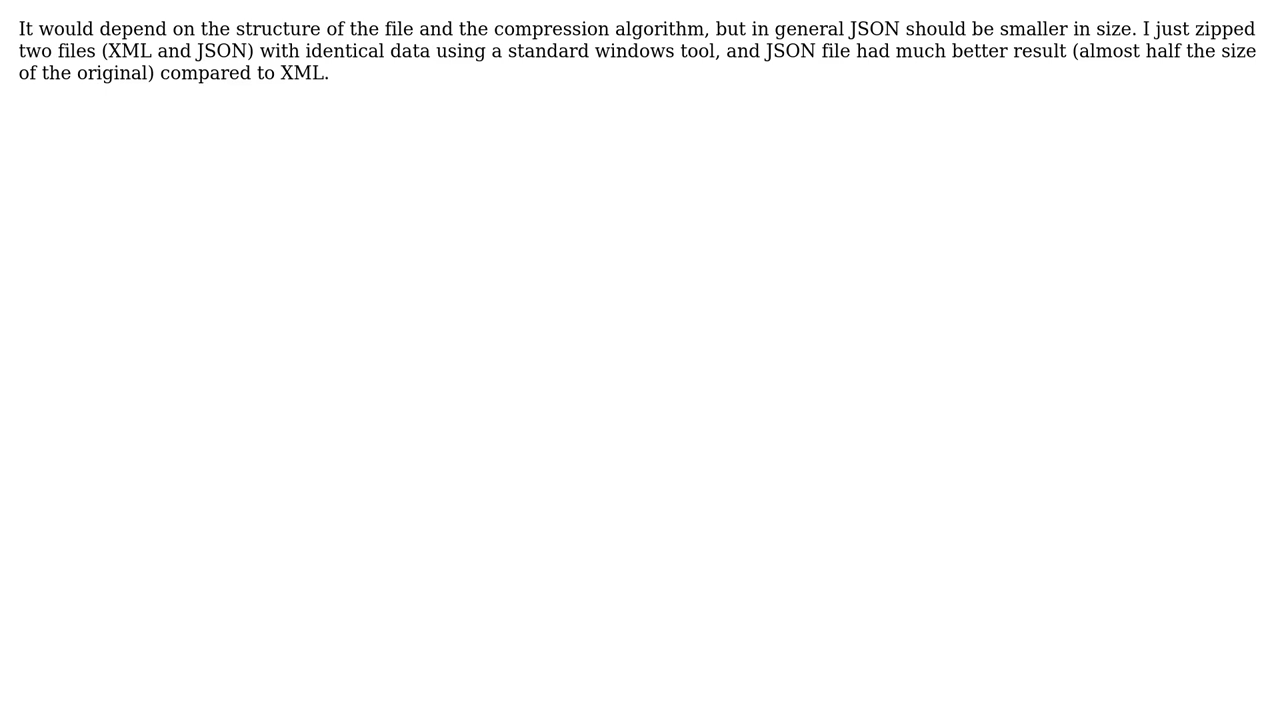 It would depend on the structure of the file and the compression algorithm, but in general JSON should be smaller in size. I just zipped
two files (XML and JSON) with identical data using a standard windows tool, and JSON file had much better result (almost half the size
of the original) compared to XML.